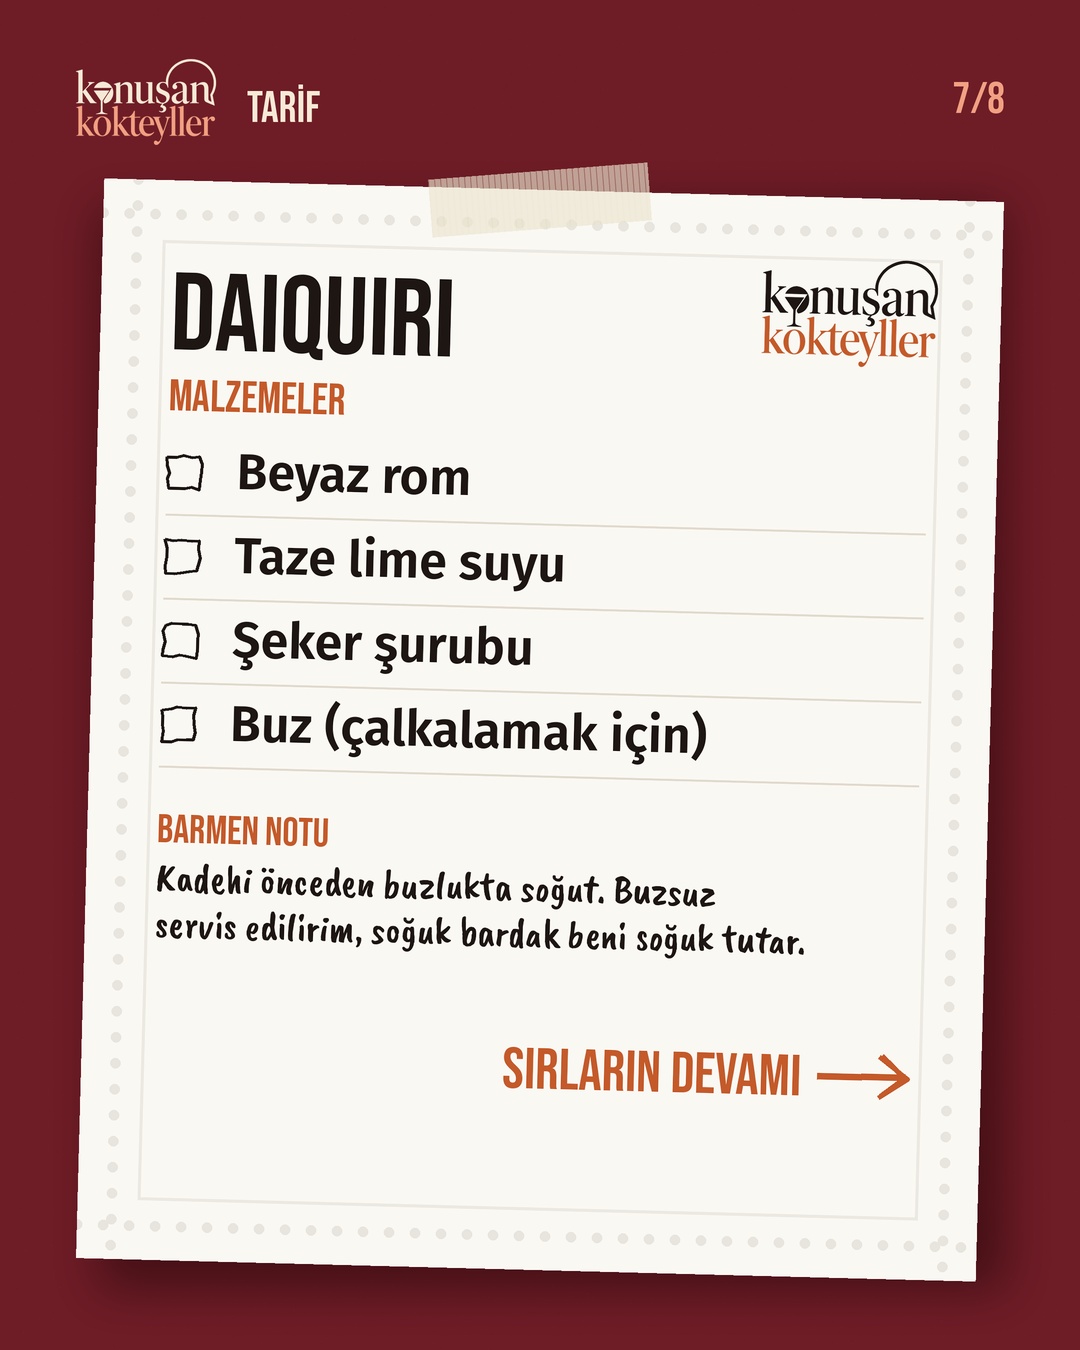 konuşan
kokteyller
TARİF
7/8
DAIQUIRI
konuşan
kokteyller
MALZEMELER
Beyaz rom
Taze lime suyu
Şeker şurubu
Buz (çalkalamak için)
BARMEN NOTU
Kadehi önceden buzlukta soğut. Buzsuz
servis edilirim, soğuk bardak beni soğuk tutar.
SIRLARIN DEVAMI →